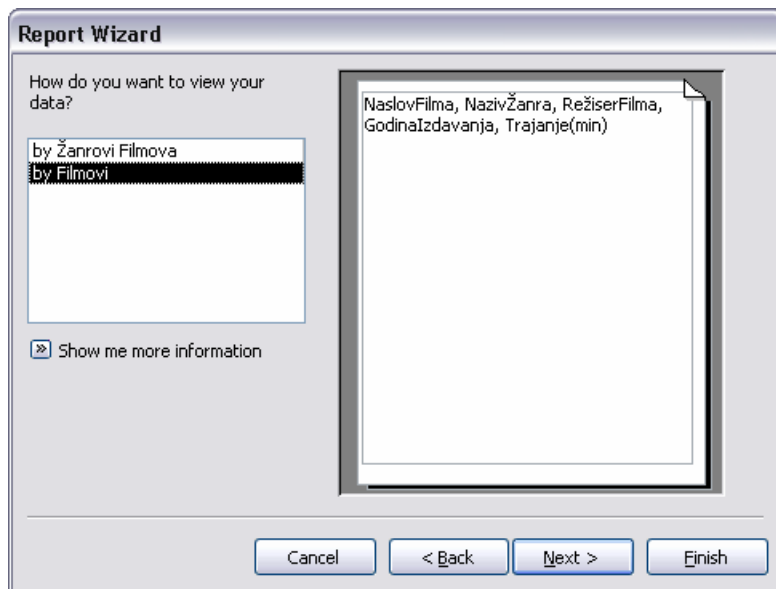 Report Wizard
How do you want to view your
data?
by Žanrovi Filmova
by Filmovi
Show me more information
NaslovFilma, NazivŽanra, RežiserFilma,
GodinaIzdavanja, Trajanje(min)
Cancel
< Back
Next >
Finish